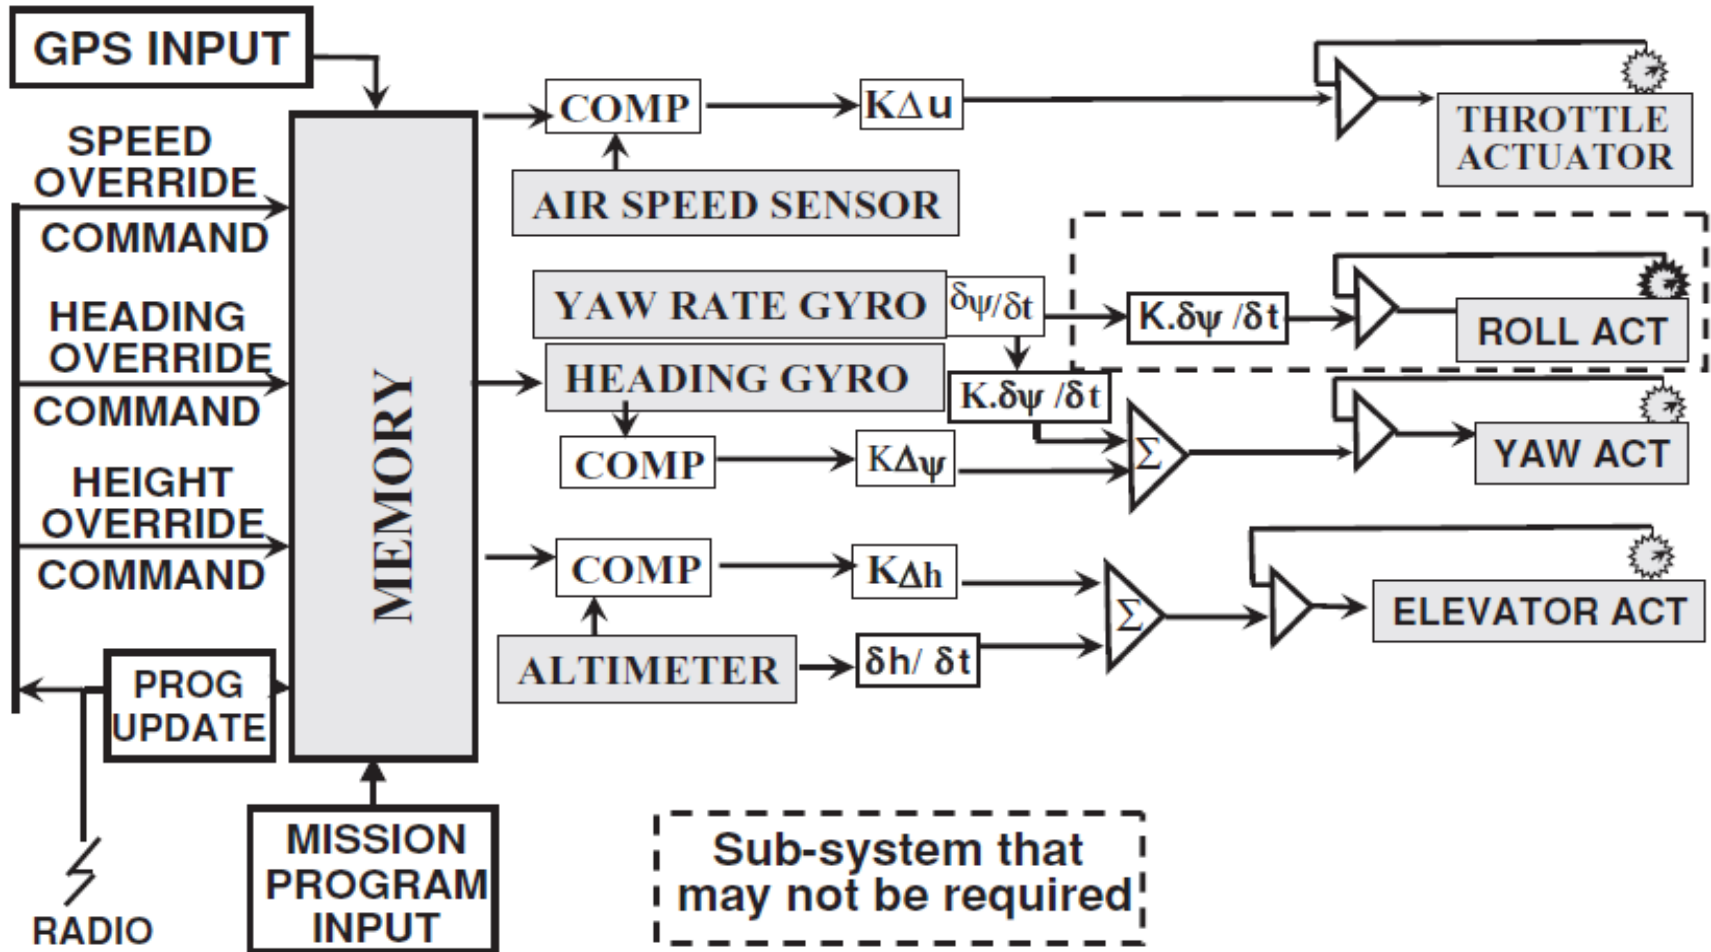 GPS INPUT
SPEED
OVERRIDE
COMMAND
HEADING
OVERRIDE
COMMAND
HEIGHT
OVERRIDE
COMMAND
PROG
UPDATE
RADIO
MISSION
PROGRAM
INPUT
MEMORY
COMP
KΔu
THROTTLE
ACTUATOR
AIR SPEED SENSOR
YAW RATE GYRO
δψ/δt
K.δψ /δt
ROLL ACT
HEADING GYRO
K.δψ /δt
COMP
KΔψ
Σ
YAW ACT
COMP
KΔh
Σ
ELEVATOR ACT
ALTIMETER
δh/ δt
Sub-system that
may not be required